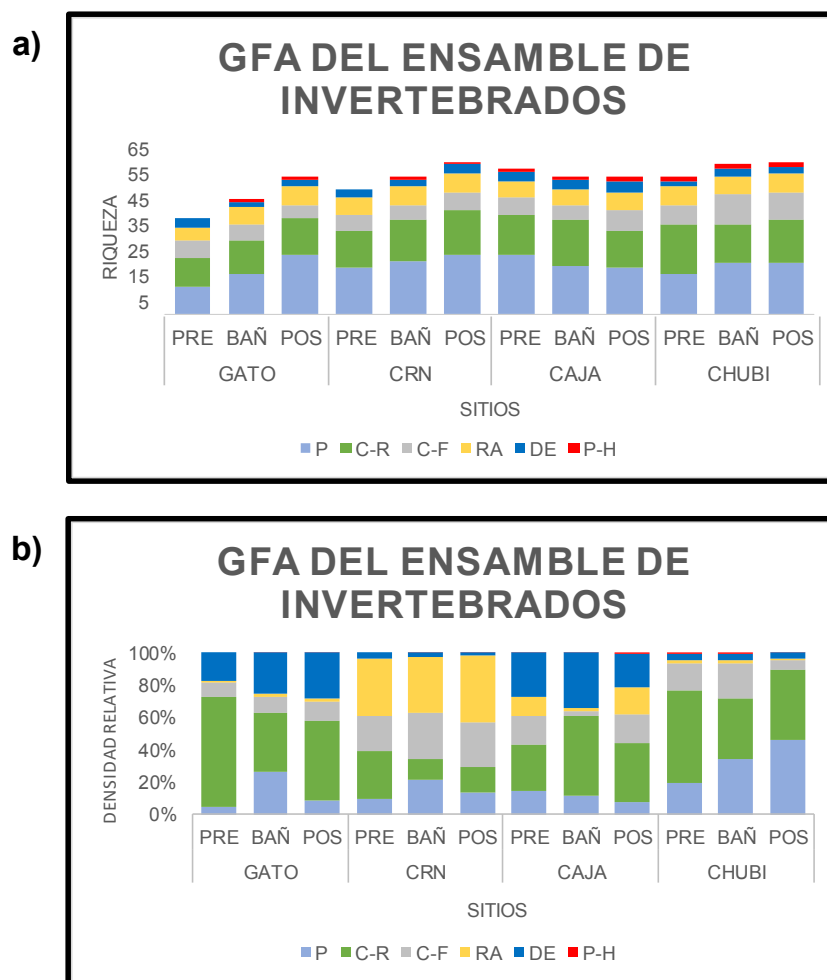 a)
GFA DEL ENSAMBLE DE
INVERTEBRADOS
65
55
45
35
25
15
5
RIQUEZA
PRE BAÑ POS PRE BAÑ POS PRE BAÑ POS PRE BAÑ POS
GATO CRN CAJA CHUBI
SITIOS
P C-R C-F RA DE P-H
b)
GFA DEL ENSAMBLE DE
INVERTEBRADOS
100%
80%
60%
40%
20%
0%
DENSIDAD RELATIVA
PRE BAÑ POS PRE BAÑ POS PRE BAÑ POS PRE BAÑ POS
GATO CRN CAJA CHUBI
SITIOS
P C-R C-F RA DE P-H